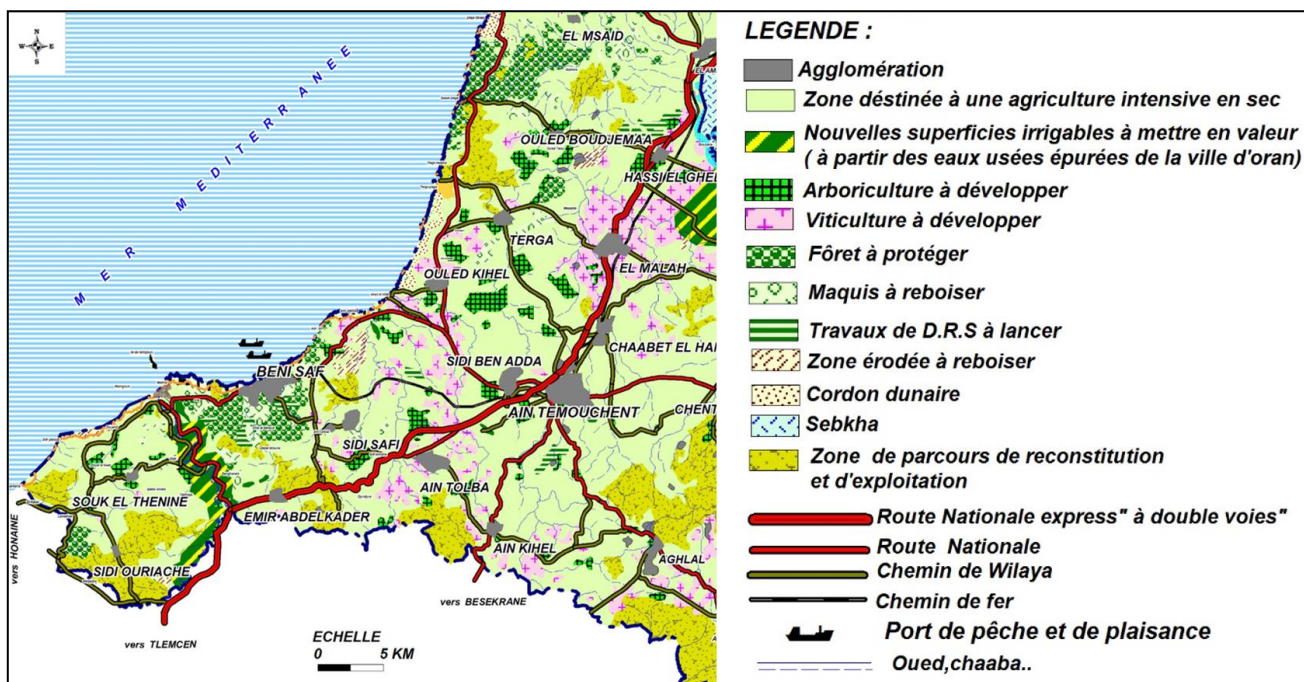 N
W E
S
MER MEDITERRANEE
EL MSAID
OULED BOUDJEMAA
HASSI EL GHEL
TERGA
EL MALAH
OULED KIHEL
CHAABET EL HAM
SIDI BEN ADDA
BENI SAF
AIN TEMOUCHENT
CHENT
SIDI SAFI
AIN TOLBA
SOUK EL THENINE
EMIR ABDELKADER
AIN KIHEL
AGHLAL
SIDI OURIACHE
vers HONAINE
vers BESEKRANE
vers TLEMCEN
ECHELLE
0 5 KM
LEGENDE :
Agglomération
Zone déstinée à une agriculture intensive en sec
Nouvelles superficies irrigables à mettre en valeur
( à partir des eaux usées épurées de la ville d'oran)
Arboriculture à développer
Viticulture à développer
Fôret à protéger
Maquis à reboiser
Travaux de D.R.S à lancer
Zone érodée à reboiser
Cordon dunaire
Sebkha
Zone de parcours de reconstitution
et d'exploitation
Route Nationale express" à double voies"
Route Nationale
Chemin de Wilaya
Chemin de fer
Port de pêche et de plaisance
Oued,chaaba..